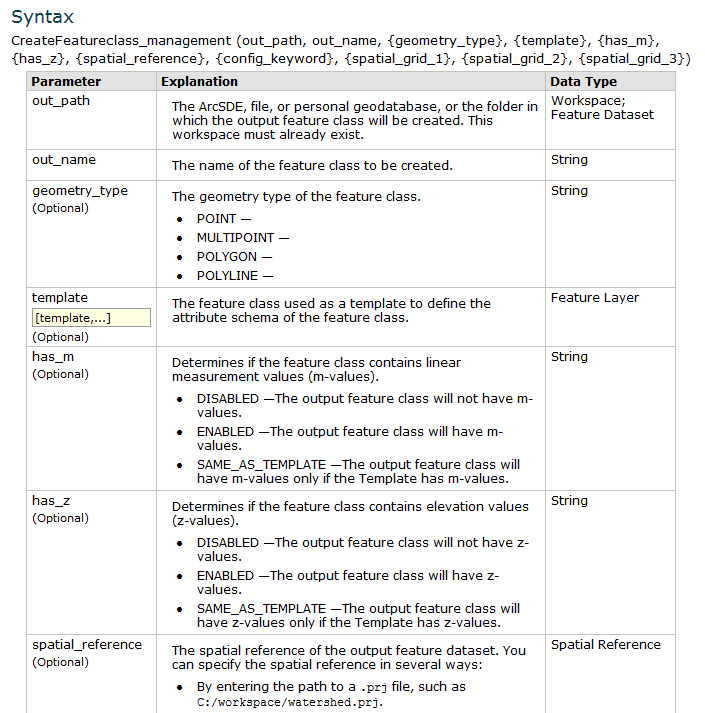 Syntax
CreateFeatureclass_management (out_path, out_name, {geometry_type}, {template}, {has_m},
{has_z}, {spatial_reference}, {config_keyword}, {spatial_grid_1}, {spatial_grid_2}, {spatial_grid_3})
Parameter Explanation Data Type
out_path
The ArcSDE, file, or personal geodatabase, or the folder in
which the output feature class will be created. This
workspace must already exist.
Workspace;
Feature Dataset
out_name
The name of the feature class to be created.
String
geometry_type
(Optional)
The geometry type of the feature class.
• POINT —
• MULTIPOINT —
• POLYGON —
• POLYLINE —
String
template
[template,...]
(Optional)
The feature class used as a template to define the
attribute schema of the feature class.
Feature Layer
has_m
(Optional)
Determines if the feature class contains linear
measurement values (m-values).
• DISABLED —The output feature class will not have m-
values.
• ENABLED —The output feature class will have m-
values.
• SAME_AS_TEMPLATE —The output feature class will
have m-values only if the Template has m-values.
String
has_z
(Optional)
Determines if the feature class contains elevation values
(z-values).
• DISABLED —The output feature class will not have z-
values.
• ENABLED —The output feature class will have z-
values.
• SAME_AS_TEMPLATE —The output feature class will
have z-values only if the Template has z-values.
String
spatial_reference
(Optional)
The spatial reference of the output feature dataset. You
can specify the spatial reference in several ways:
• By entering the path to a .prj file, such as
C:/workspace/watershed.prj.
Spatial Reference